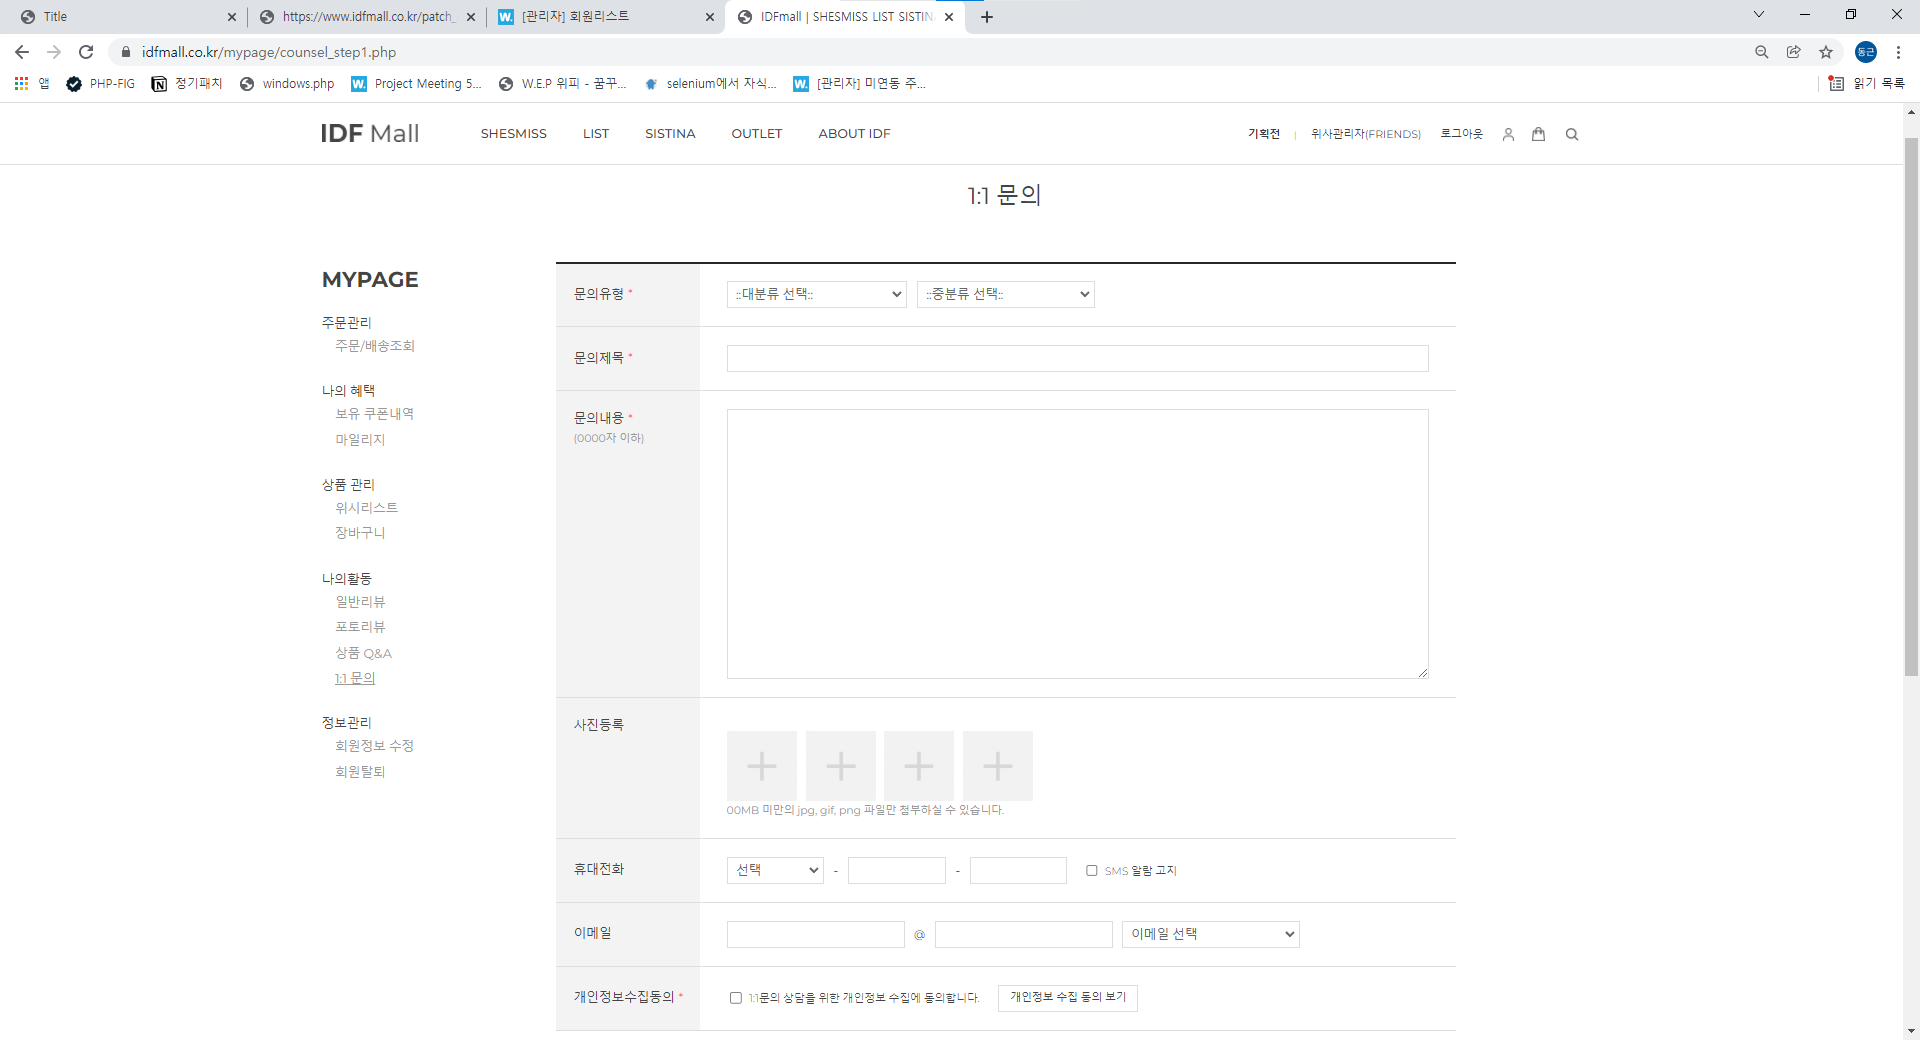 Title
https://www.idfmall.co.kr/patch_
W. [관리자] 회원리스트
IDFmall | SHESMISS LIST SISTIN
idfmall.co.kr/mypage/counsel_step1.php
동근
앱
PHP-FIG
정기패치
windows.php
W. Project Meeting 5...
W.E.P 위피 - 꿈꾸...
selenium에서 자식...
W. [관리자] 미연동 주...
읽기 목록
IDF Mall
SHESMISS
LIST
SISTINA
OUTLET
ABOUT IDF
기획전
위사관리자(FRIENDS)
로그아웃
1:1 문의
MYPAGE
주문관리
주문/배송조회
나의 혜택
보유 쿠폰내역
마일리지
상품 관리
위시리스트
장바구니
나의활동
일반리뷰
포토리뷰
상품 Q&A
1:1 문의
정보관리
회원정보 수정
회원탈퇴
문의유형 *
::대분류 선택::
::중분류 선택::
문의제목 *
문의내용 *
(0000자 이하)
사진등록
00MB 미만의 jpg, gif, png 파일만 첨부하실 수 있습니다.
휴대전화
선택
-
-
SMS 알람 고지
이메일
@
이메일 선택
개인정보수집동의 *
1:1문의 상담을 위한 개인정보 수집에 동의합니다.
개인정보 수집 동의 보기